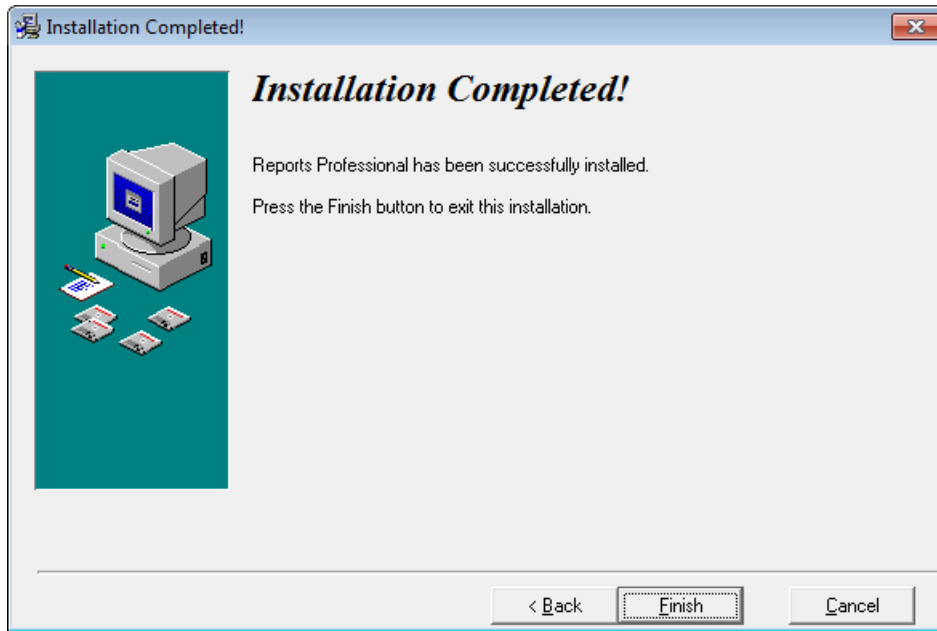 Installation Completed!
Installation Completed!
Reports Professional has been successfully installed.
Press the Finish button to exit this installation.
< Back
Finish
Cancel